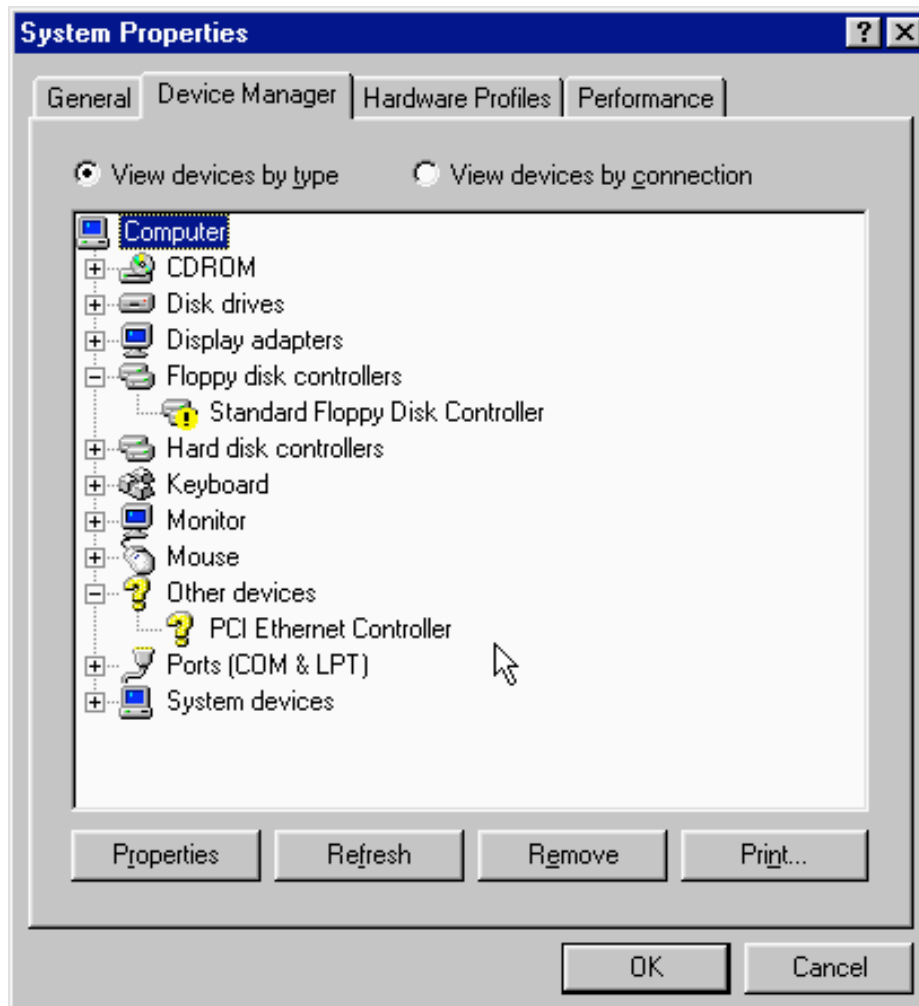 System Properties
General Device Manager Hardware Profiles Performance
View devices by type View devices by connection
Computer
CDROM
Disk drives
Display adapters
Floppy disk controllers
Standard Floppy Disk Controller
Hard disk controllers
Keyboard
Monitor
Mouse
Other devices
PCI Ethernet Controller
Ports (COM & LPT)
System devices
Properties Refresh Remove Print...
OK Cancel